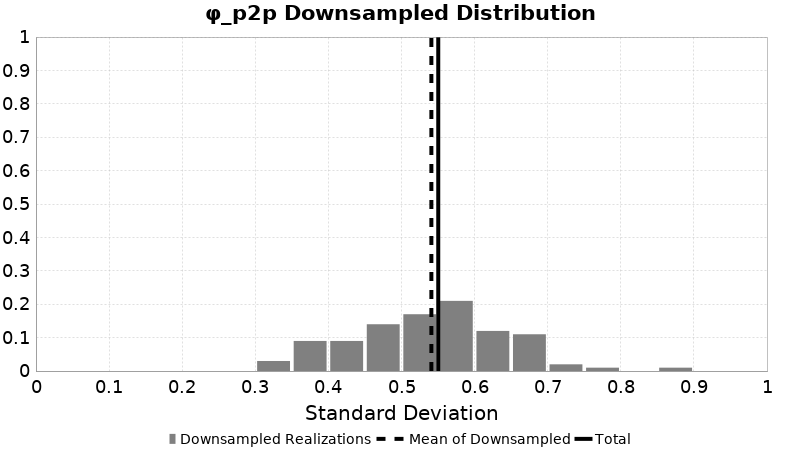 φ_p2p Downsampled Distribution
1
0.9
0.8
0.7
0.6
0.5
0.4
0.3
0.2
0.1
0
0 0.1 0.2 0.3 0.4 0.5 0.6 0.7 0.8 0.9 1
Standard Deviation
Downsampled Realizations Mean of Downsampled Total